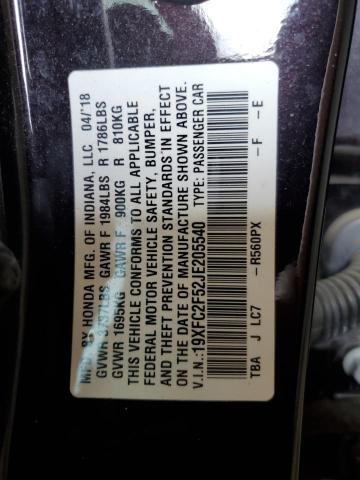 MFD. BY HONDA MFG. OF INDIANA, LLC 04/18
GVWR 3737LBS GAWR F 1984LBS R 1786LBS
GVWR 1695KG GAWR F 900KG R 810KG
THIS VEHICLE CONFORMS TO ALL APPLICABLE
FEDERAL MOTOR VEHICLE SAFETY, BUMPER,
AND THEFT PREVENTION STANDARDS IN EFFECT
ON THE DATE OF MANUFACTURE SHOWN ABOVE.
V.I.N.:19XFC2F52JE205540 TYPE: PASSENGER CAR
TBA J LC7 -R560PX -F -E